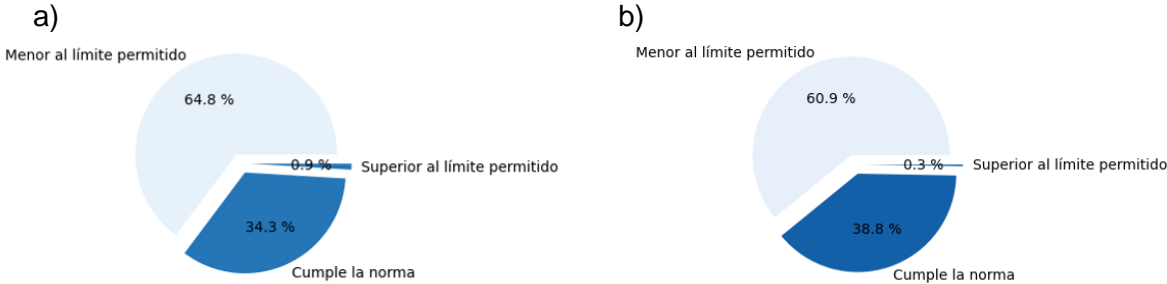 a)
Menor al límite permitido
64.8 %
0.9 %
Superior al límite permitido
34.3 %
Cumple la norma
b)
Menor al límite permitido
60.9 %
0.3 %
Superior al límite permitido
38.8 %
Cumple la norma